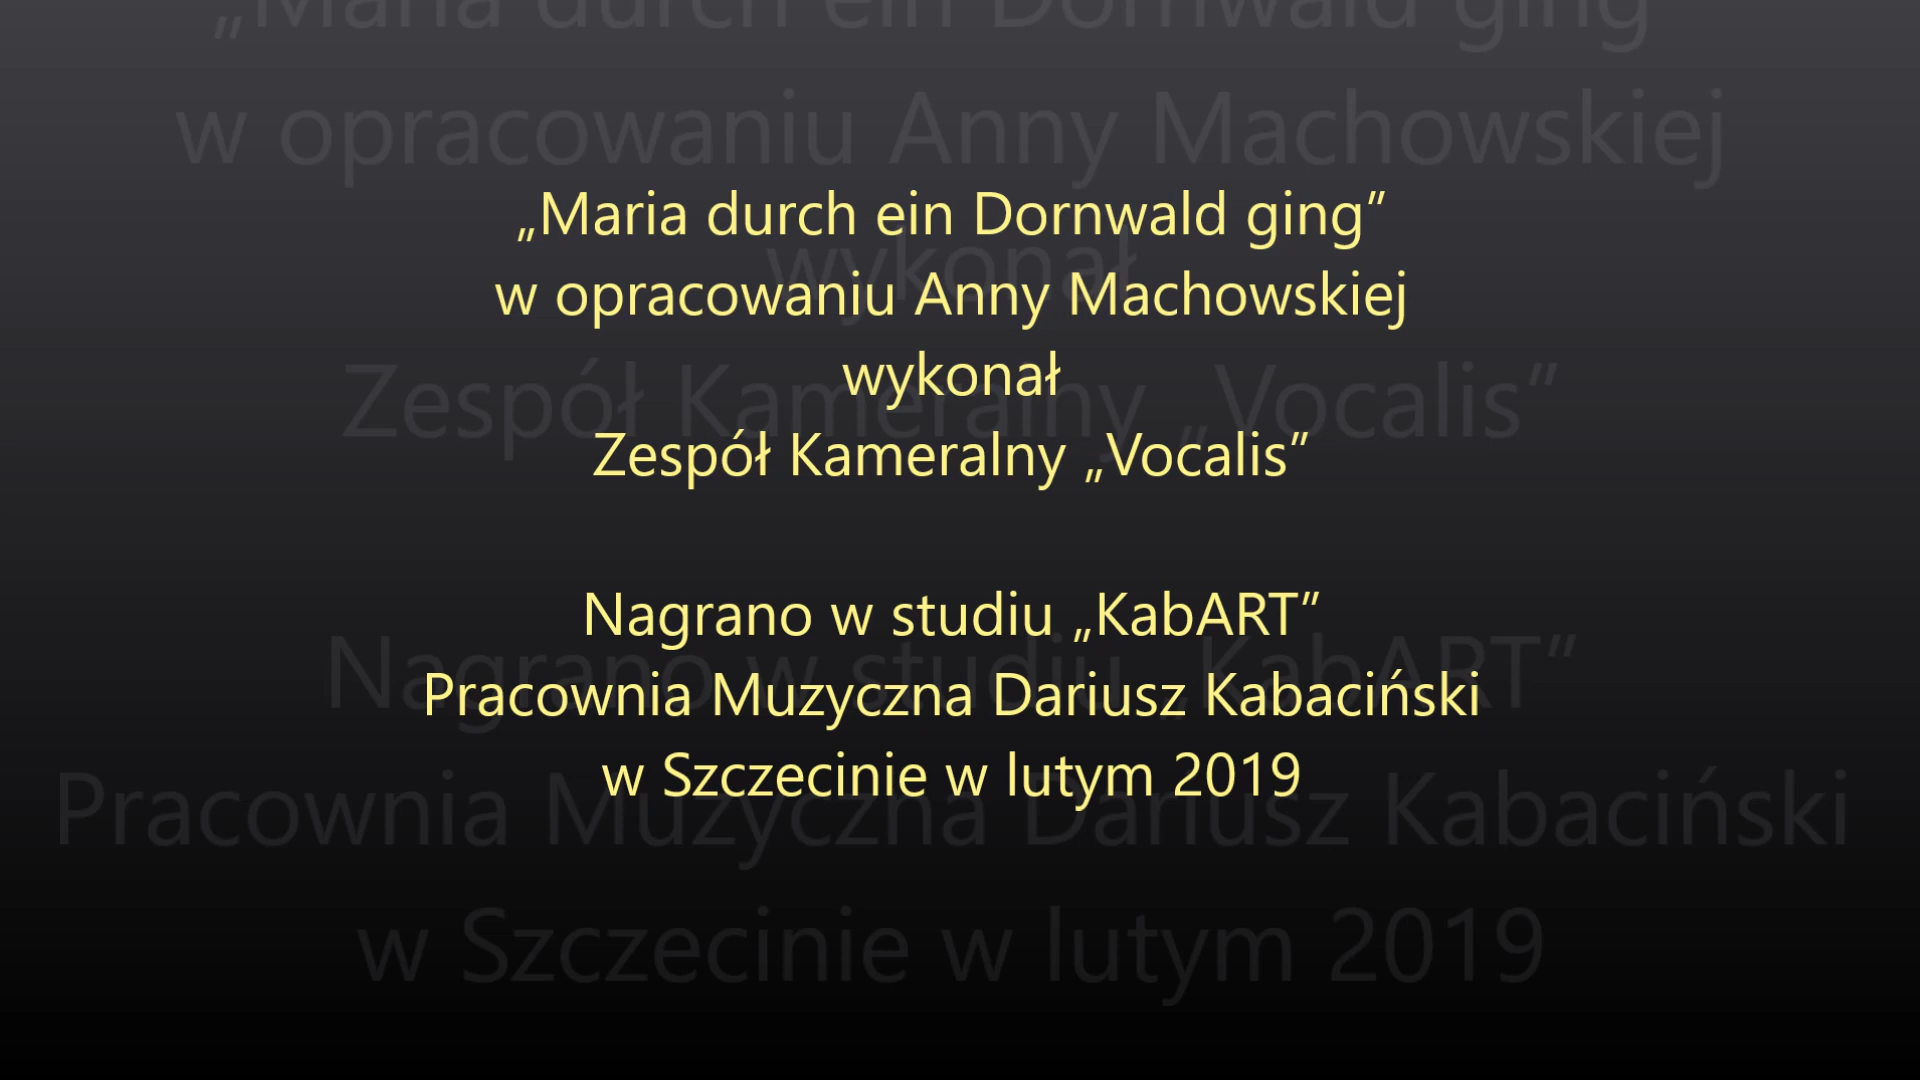 „Maria durch ein Dornwald ging”
w opracowaniu Anny Machowskiej
wykonał
Zespół Kameralny „Vocalis”
Nagrano w studiu „KabART”
Pracownia Muzyczna Dariusz Kabaciński
w Szczecinie w lutym 2019